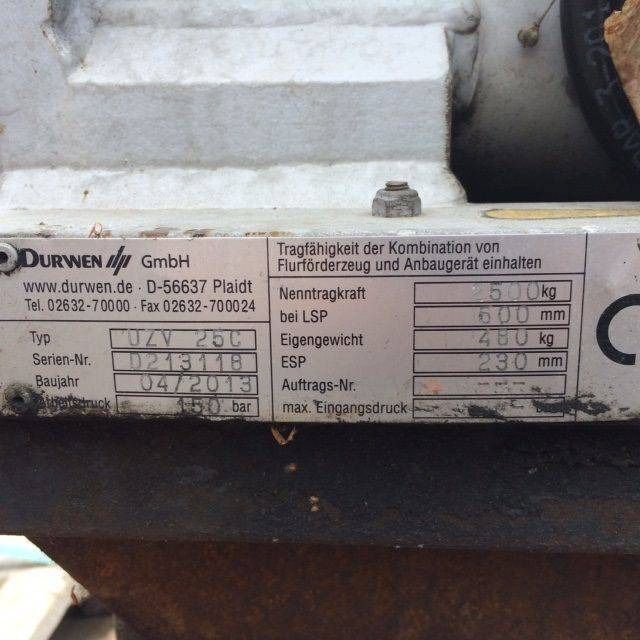 DURWEN GmbH
www.durwen.de · D-56637 Plaidt
Tel. 02632-70000 · Fax 02632-700024
Typ UZV 25C
Serien-Nr. D213118
Baujahr 04/2013
150 bar
Tragfähigkeit der Kombination von
Flurförderzeug und Anbaugerät einhalten
Nenntragkraft 2500 kg
bei LSP 600 mm
Eigengewicht 480 kg
ESP 230 mm
Auftrags-Nr. ---
max. Eingangsdruck